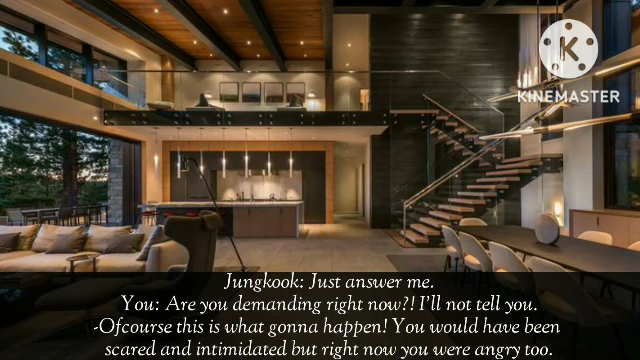 KINEMASTER
Jungkook: Just answer me.
You: Are you demanding right now?! I'll not tell you.
-Ofcourse this is what gonna happen! You would have been
scared and intimidated but right now you were angry too.